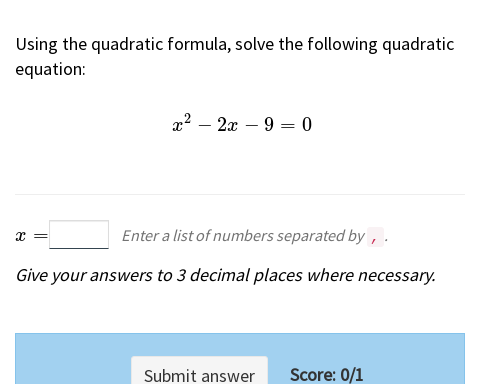 Using the quadratic formula, solve the following quadratic
equation:
x² − 2x − 9 = 0
x = Enter a list of numbers separated by , .
Give your answers to 3 decimal places where necessary.
Submit answer Score: 0/1